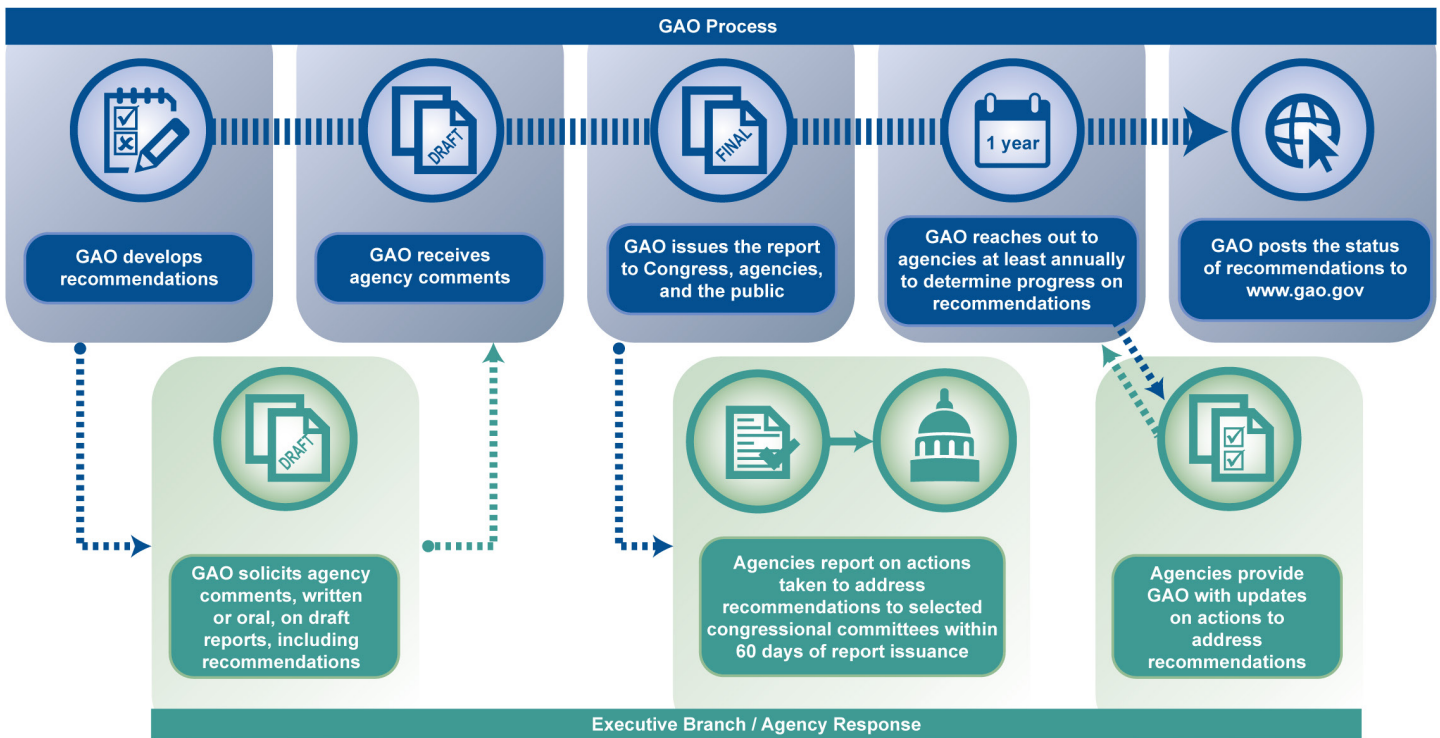 GAO Process
DRAFT
FINAL
1 year
GAO develops
recommendations
GAO receives
agency comments
GAO issues the report
to Congress, agencies,
and the public
GAO reaches out to
agencies at least annually
to determine progress on
recommendations
GAO posts the status
of recommendations to
www.gao.gov
DRAFT
GAO solicits agency
comments, written
or oral, on draft
reports, including
recommendations
Agencies report on actions
taken to address
recommendations to selected
congressional committees within
60 days of report issuance
Agencies provide
GAO with updates
on actions to
address
recommendations
Executive Branch / Agency Response